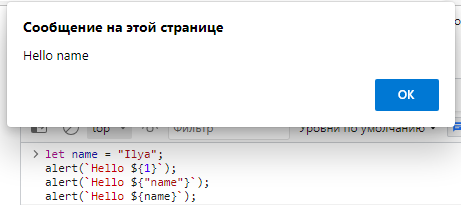 Сообщение на этой странице
Hello name
OK
top
Фильтр
Уровни по умолчанию
> let name = "Ilya";
alert(`Hello ${1}`);
alert(`Hello ${"name"}`);
alert(`Hello ${name}`);